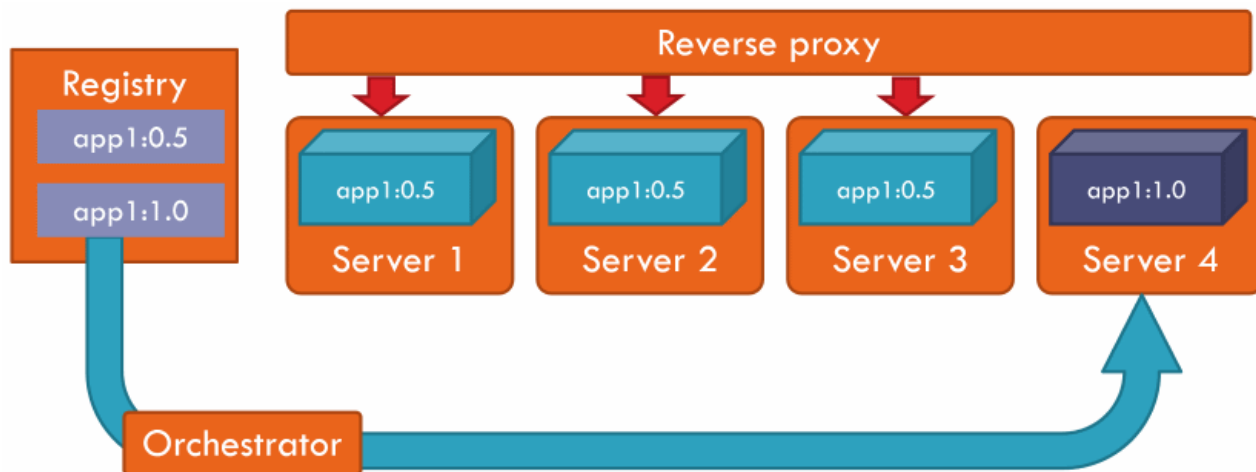 Reverse proxy
Registry
app1:0.5
app1:1.0
app1:0.5
Server 1
app1:0.5
Server 2
app1:0.5
Server 3
app1:1.0
Server 4
Orchestrator